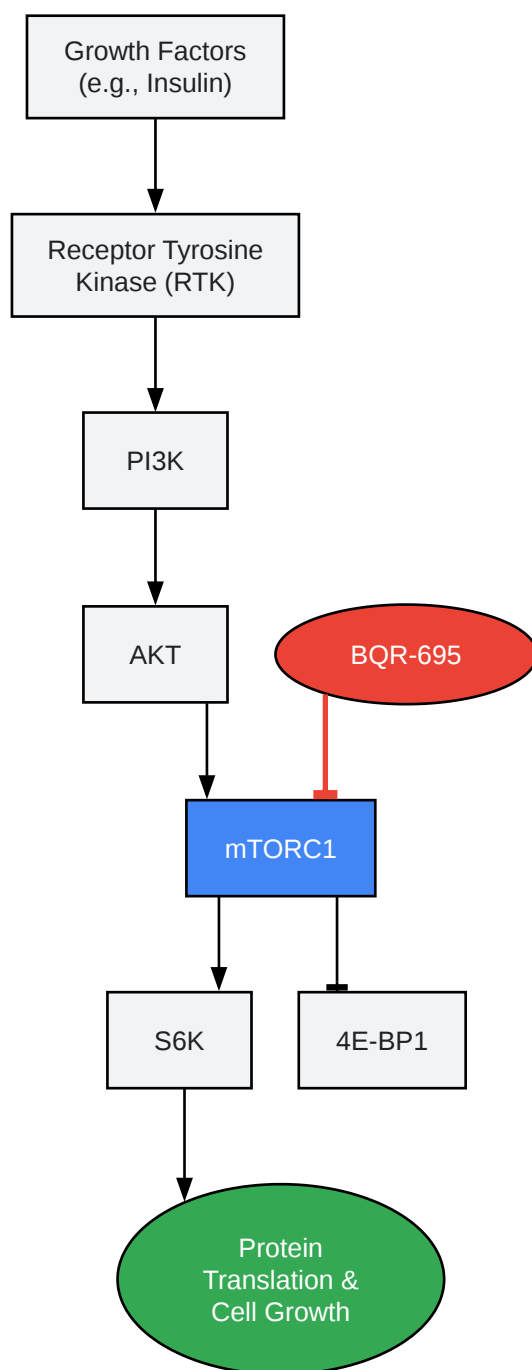 Growth Factors
(e.g., Insulin)
Receptor Tyrosine
Kinase (RTK)
PI3K
AKT
BQR-695
mTORC1
S6K
4E-BP1
Protein
Translation &
Cell Growth